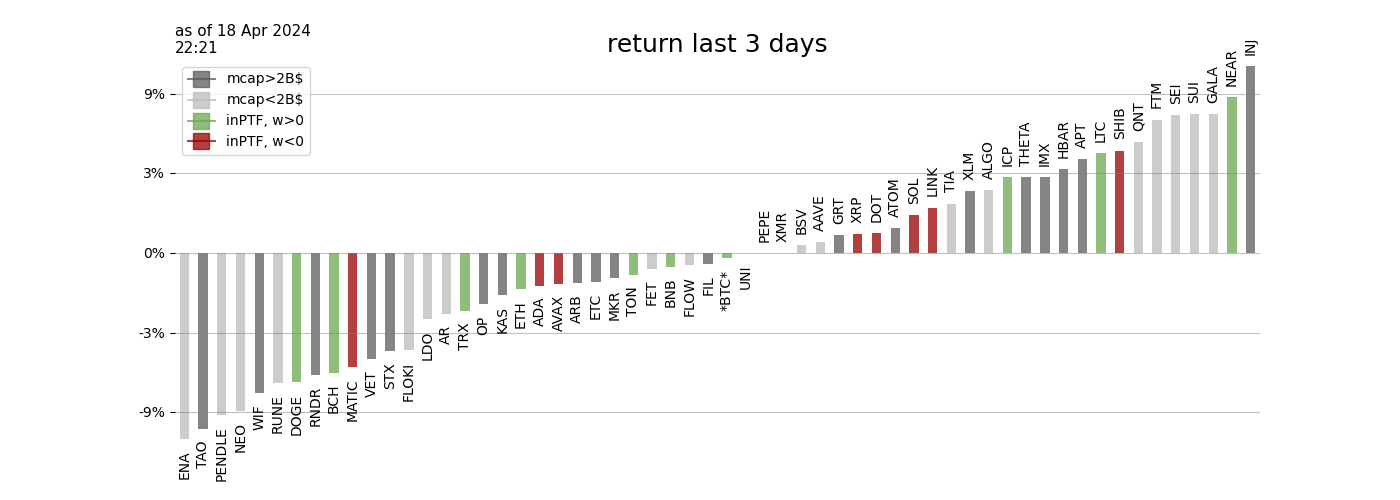 as of 18 Apr 2024
22:21
return last 3 days
mcap>2B$
mcap<2B$
inPTF, w>0
inPTF, w<0
9%
3%
0%
-3%
-9%
ENA
TAO
PENDLE
NEO
WIF
RUNE
DOGE
RNDR
BCH
MATIC
VET
STX
FLOKI
LDO
AR
TRX
OP
KAS
ETH
ADA
AVAX
ARB
ETC
MKR
TON
FET
BNB
FLOW
FIL
*BTC*
UNI
PEPE
XMR
BSV
AAVE
GRT
XRP
DOT
ATOM
SOL
LINK
TIA
XLM
ALGO
ICP
THETA
IMX
HBAR
APT
LTC
SHIB
QNT
FTM
SEI
SUI
GALA
NEAR
INJ